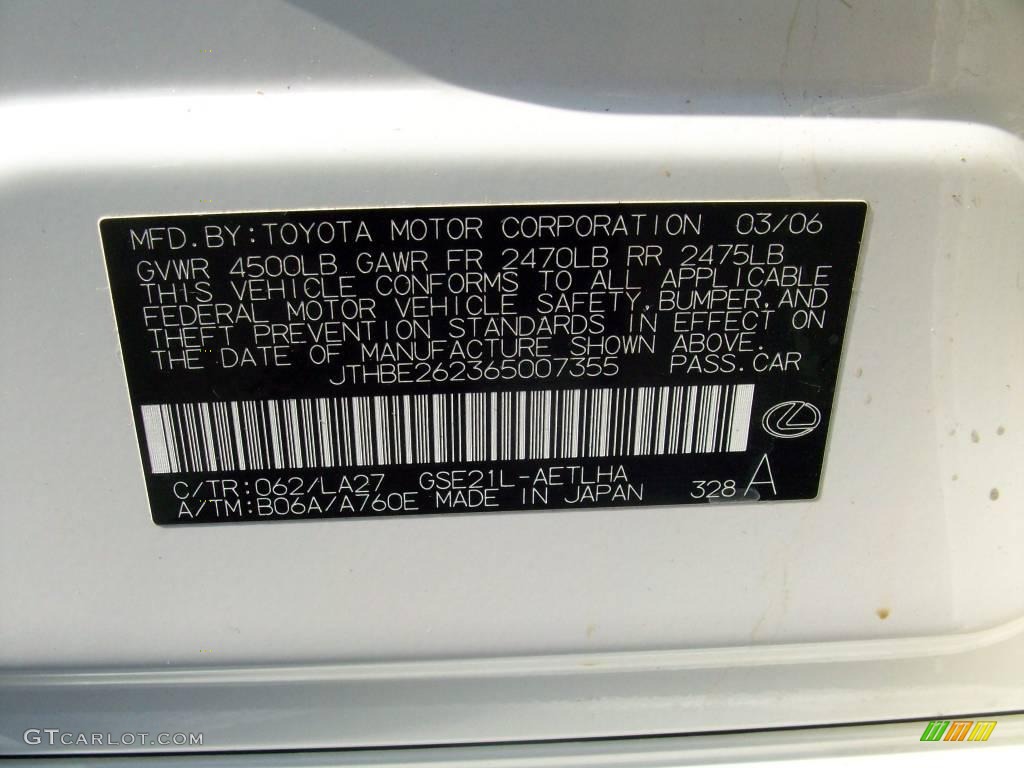 MFD.BY:TOYOTA MOTOR CORPORATION 03/06
GVWR 4500LB GAWR FR 2470LB RR 2475LB
THIS VEHICLE CONFORMS TO ALL APPLICABLE
FEDERAL MOTOR VEHICLE SAFETY,BUMPER,AND
THEFT PREVENTION STANDARDS IN EFFECT ON
THE DATE OF MANUFACTURE SHOWN ABOVE.
JTHBE262365007355 PASS.CAR
C/TR:062/LA27 GSE21L-AETLHA
A/TM:B06A/A760E MADE IN JAPAN 328 A
GTCARLOT.COM